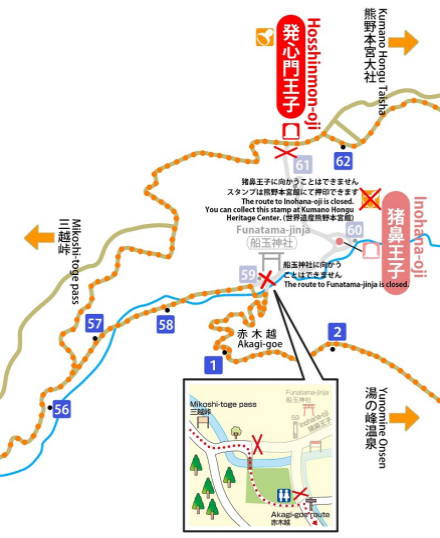 Kumano Hongu Taisha
熊野本宮大社
Hosshinmon-oji
発心門王子
62
61
猪鼻王子に向かうことはできません
スタンプは熊野本宮館にて押印できます
The route to Inohana-oji is closed.
You can collect this stamp at Kumano Hongu
Heritage Center. (世界遺産熊野本宮館)
Inohana-oji
猪鼻王子
60
Funatama-jinja
(船玉神社)
Mikoshi-toge pass
三越峠
59
船玉神社に向かう
ことはできません
The route to Funatama-jinja is closed.
58
57
赤木越
Akagi-goe
1
2
56
Yunomine Onsen
湯の峰温泉
Mikoshi-toge pass
三越峠
Funatama-jinja
船玉神社
59
Inohana-oji
猪鼻王子
Akagi-goe route
赤木越